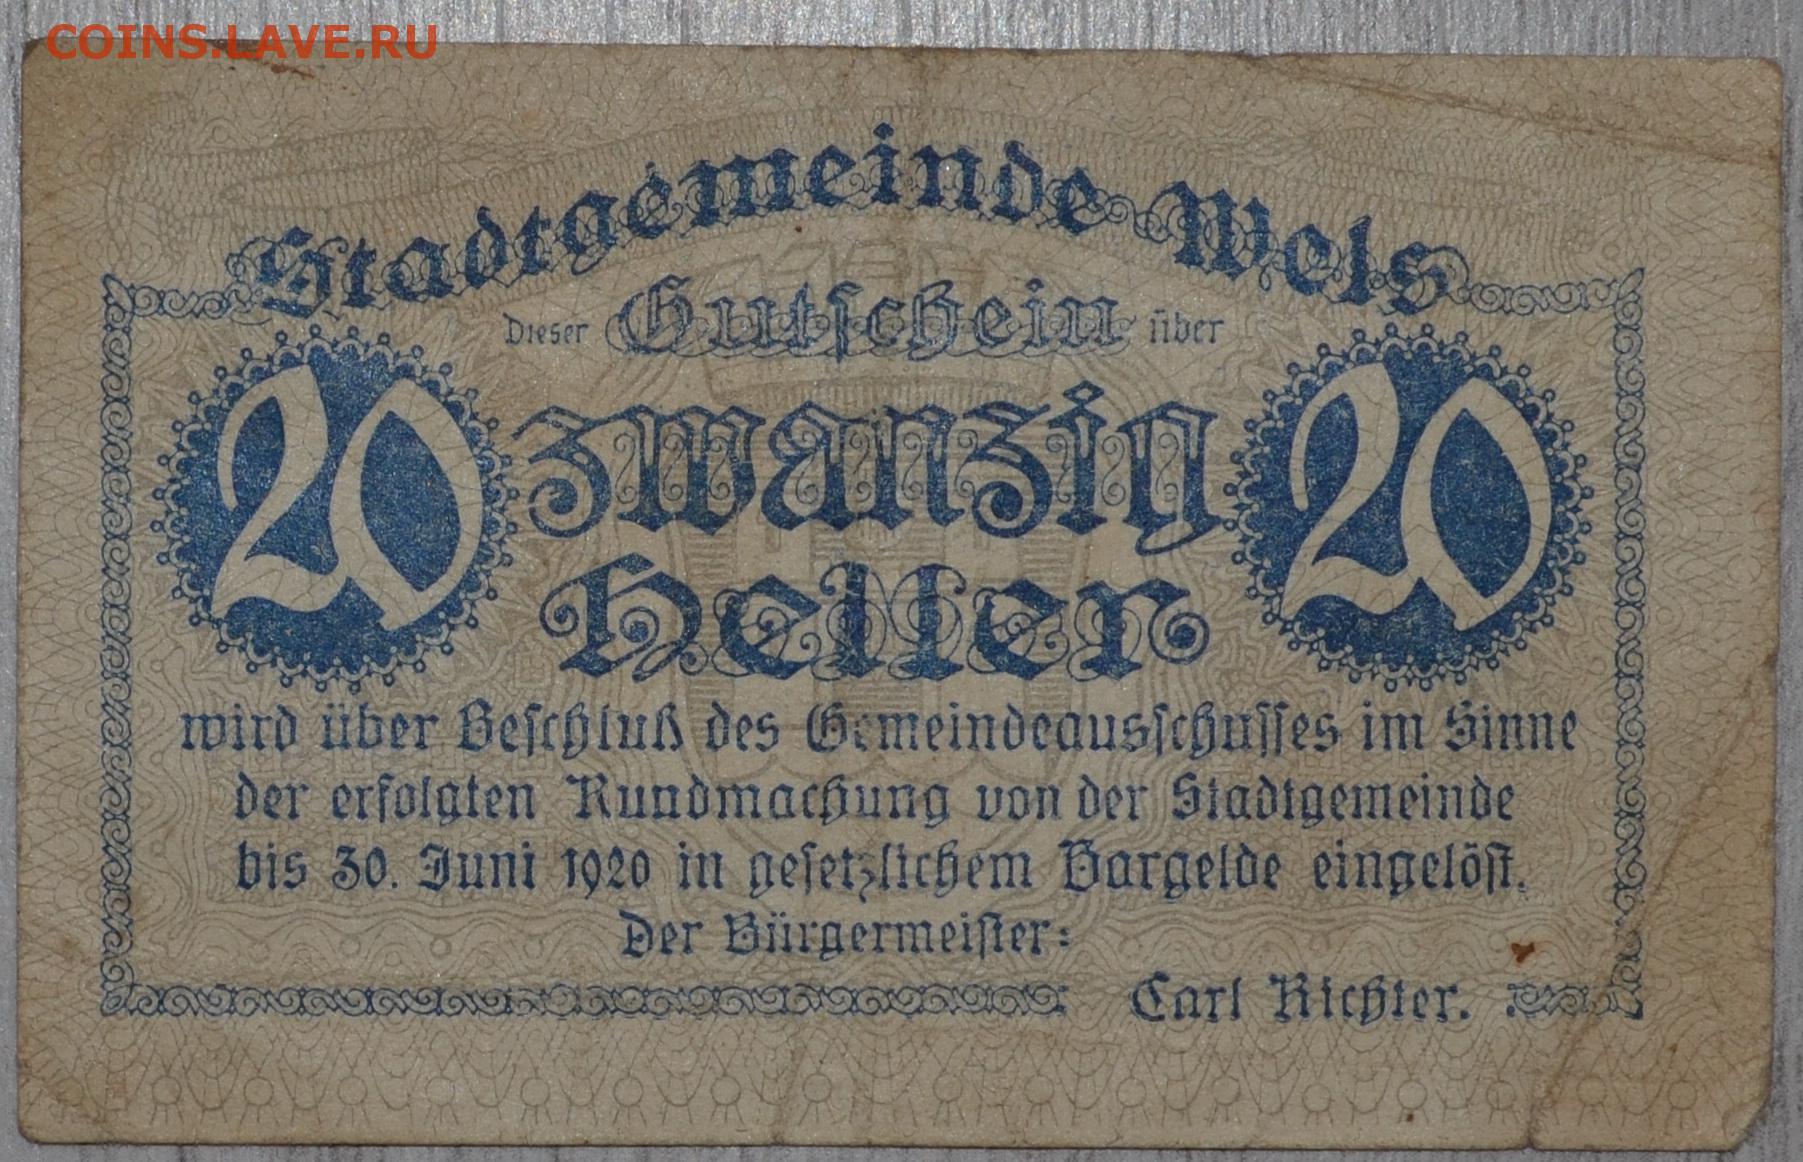 COINS.LAVE.RU
Stadtgemeinde Wels
Dieser Gutschein über
20 zwanzig 20
Heller
wird über Beschluß des Gemeindeausschusses im Sinne
der erfolgten Kundmachung von der Stadtgemeinde
bis 30. Juni 1920 in gesetzlichem Bargelde eingelöst.
Der Bürgermeister:
Carl Richter.